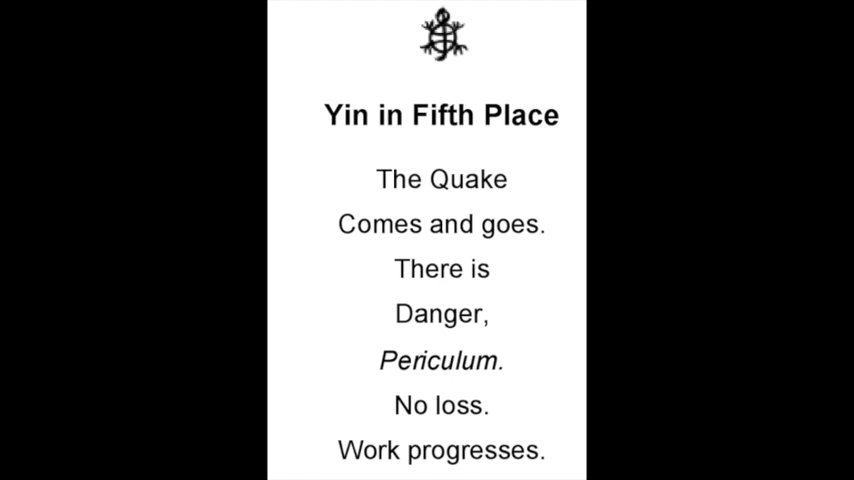 Yin in Fifth Place
The Quake
Comes and goes.
There is
Danger,
Periculum.
No loss.
Work progresses.